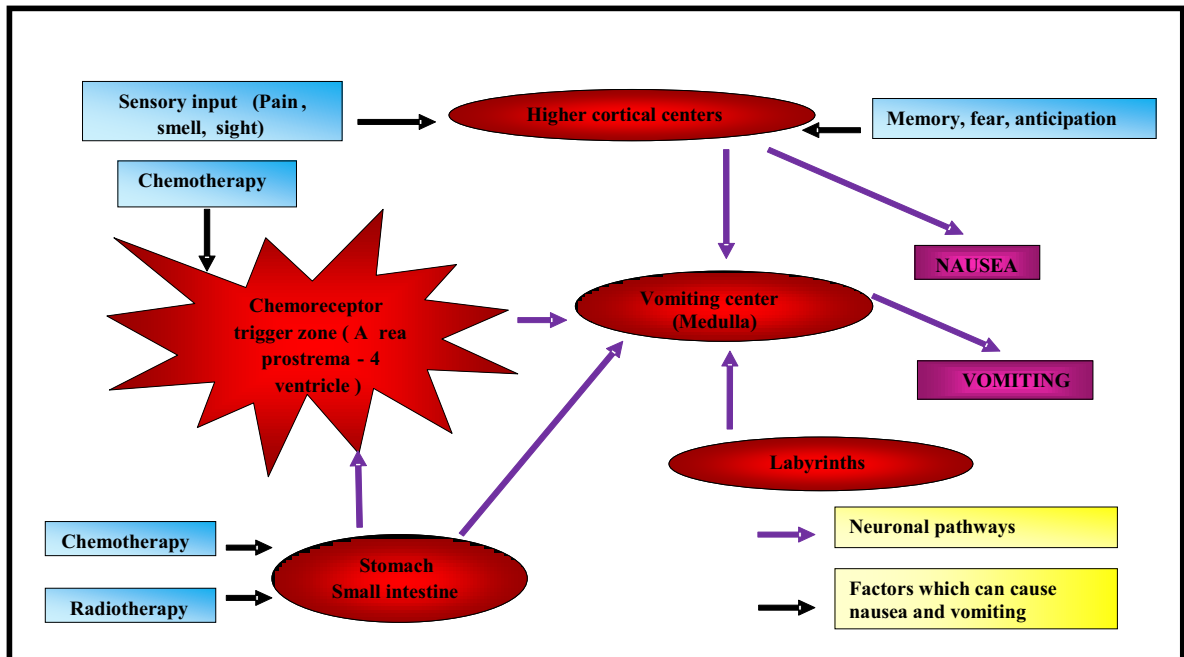 Sensory input (Pain,
smell, sight)
Higher cortical centers
Memory, fear, anticipation
Chemotherapy
NAUSEA
Chemoreceptor
trigger zone ( A rea
prostrema - 4
ventricle )
Vomiting center
(Medulla)
VOMITING
Labyrinths
Chemotherapy
Radiotherapy
Stomach
Small intestine
Neuronal pathways
Factors which can cause
nausea and vomiting